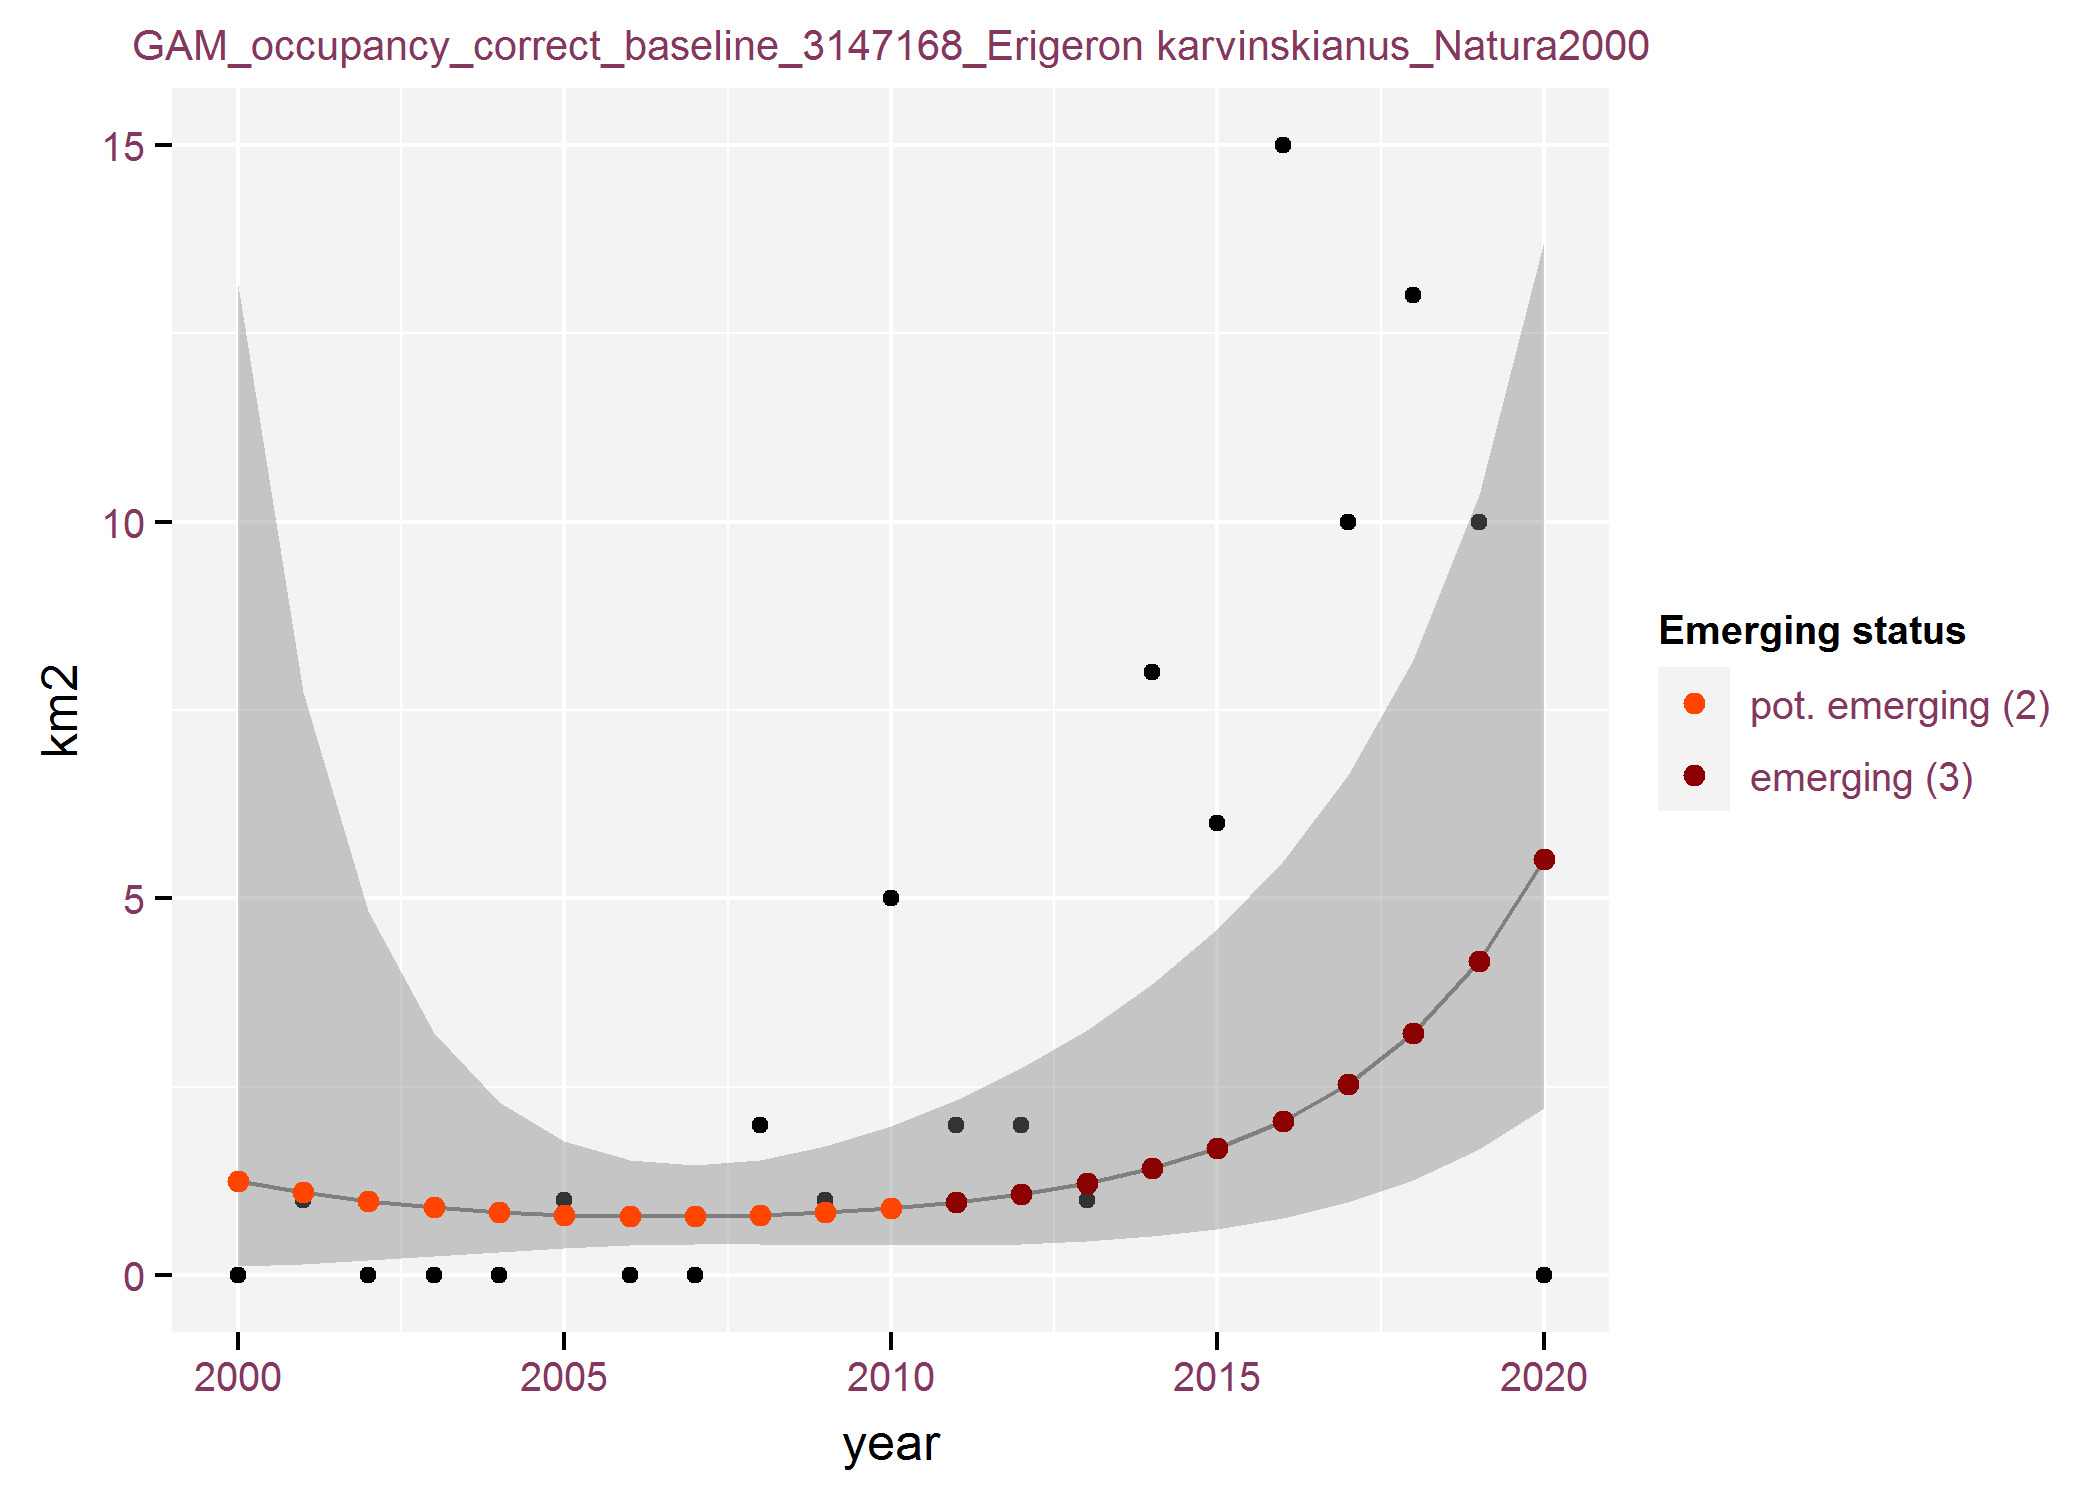 GAM_occupancy_correct_baseline_3147168_Erigeron karvinskianus_Natura2000
15
10
5
0
km2
2000
2005
2010
2015
2020
year
Emerging status
pot. emerging (2)
emerging (3)